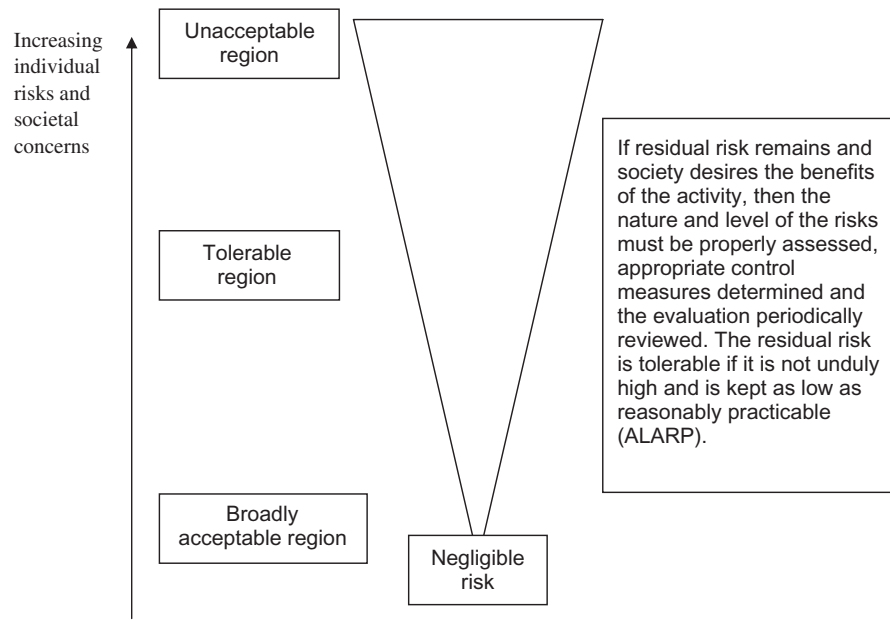 Increasing
individual
risks and
societal
concerns
Unacceptable
region
Tolerable
region
Broadly
acceptable region
Negligible
risk
If residual risk remains and
society desires the benefits
of the activity, then the
nature and level of the risks
must be properly assessed,
appropriate control
measures determined and
the evaluation periodically
reviewed. The residual risk
is tolerable if it is not unduly
high and is kept as low as
reasonably practicable
(ALARP).